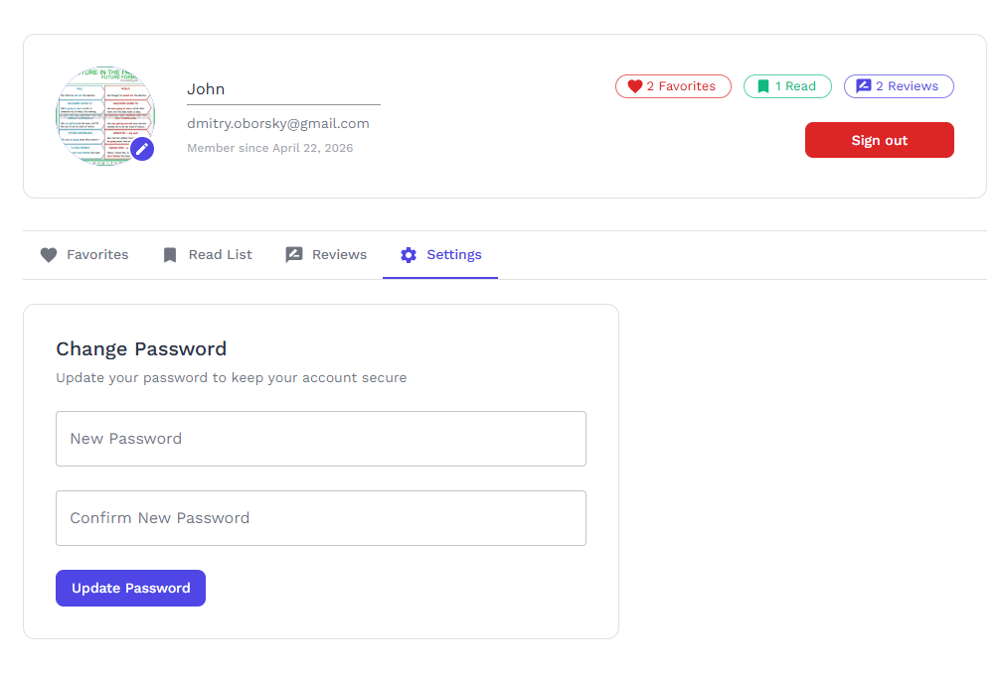 John
dmitry.oborsky@gmail.com
Member since April 22, 2026
2 Favorites
1 Read
2 Reviews
Sign out
Favorites
Read List
Reviews
Settings
Change Password
Update your password to keep your account secure
New Password
Confirm New Password
Update Password